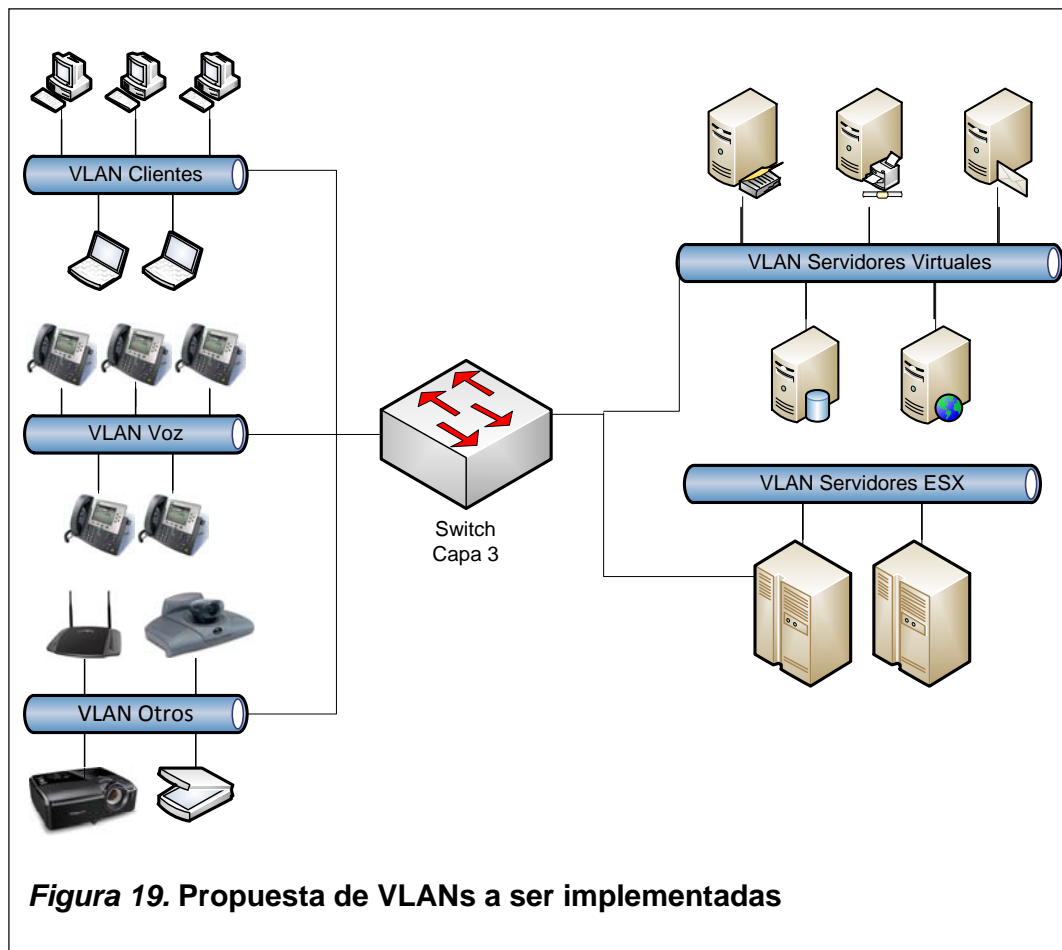 VLAN Clientes
VLAN Servidores Virtuales
VLAN Voz
VLAN Servidores ESX
Switch
Capa 3
VLAN Otros
Figura 19. Propuesta de VLANs a ser implementadas